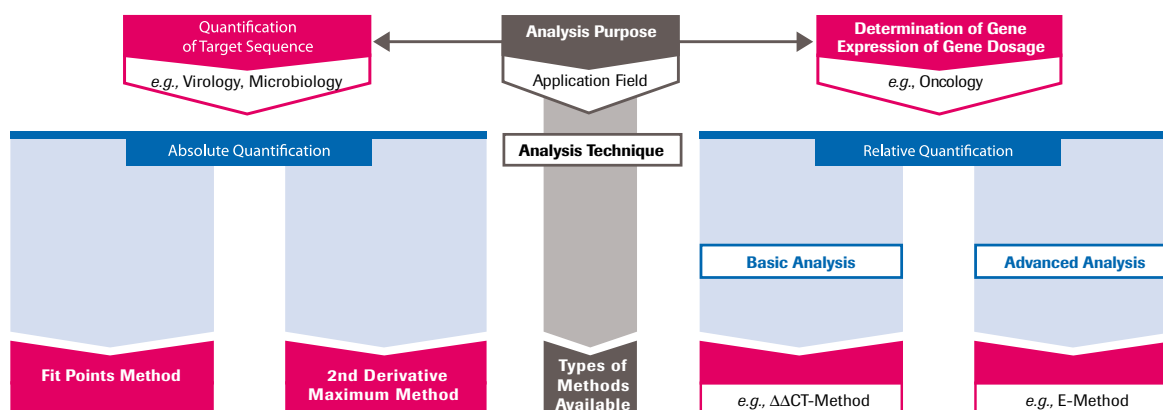 Quantification
of Target Sequence
e.g., Virology, Microbiology
Analysis Purpose
Application Field
Determination of Gene
Expression of Gene Dosage
e.g., Oncology
Absolute Quantification
Analysis Technique
Relative Quantification
Basic Analysis
Advanced Analysis
Fit Points Method
2nd Derivative
Maximum Method
Types of
Methods
Available
e.g., ΔΔCT-Method
e.g., E-Method